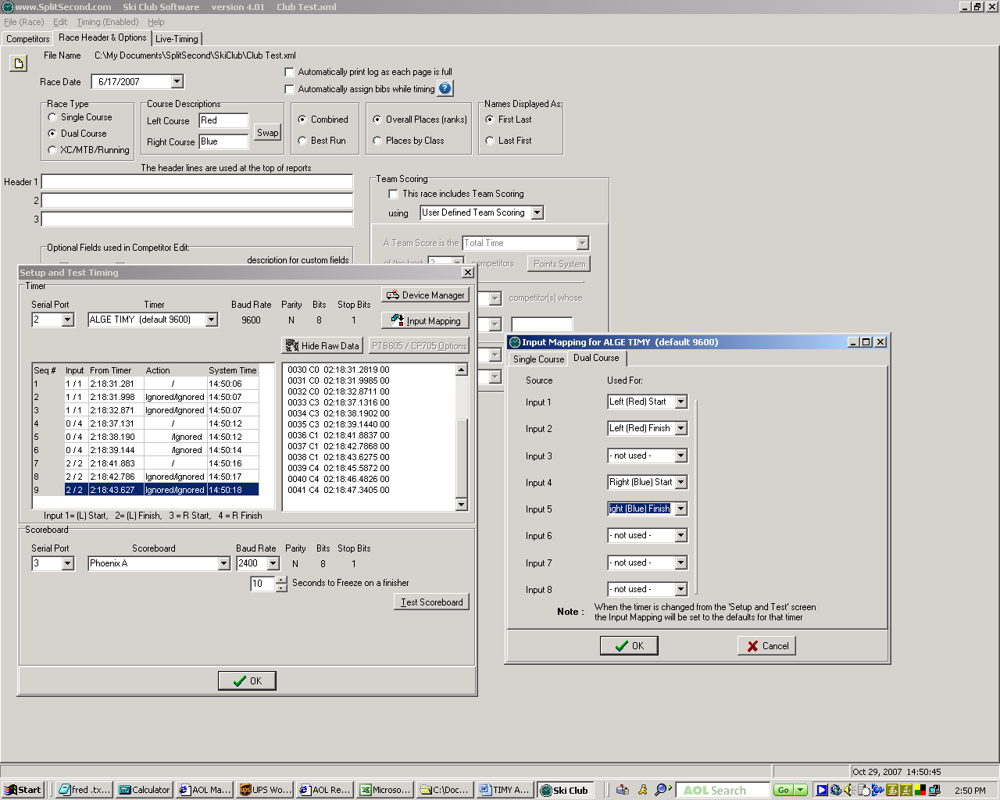 www.SplitSecond.com Ski Club Software version 4.01 Club Test.xml
File (Race) Edit Timing (Enabled) Help
Competitors Race Header & Options Live-Timing
File Name C:\My Documents\SplitSecond\SkiClub\Club Test.xml
Automatically print log as each page is full
Race Date 6/17/2007
Automatically assign bibs while timing ?
Race Type Course Descriptions Names Displayed As:
Single Course Left Course Red Combined Overall Places (ranks) First Last
Dual Course Swap
XC/MTB/Running Right Course Blue Best Run Places by Class Last First
The header lines are used at the top of reports
Header 1
2
3
Team Scoring
This race includes Team Scoring
using User Defined Team Scoring
A Team Score is the Total Time
of the best 2 competitors Points System
competitor(s) whose
Optional Fields used in Competitor Edit:
description for custom fields
Setup and Test Timing
Timer
Device Manager
Serial Port Timer Baud Rate Parity Bits Stop Bits
2 ALGE TIMY (default 9600) 9600 N 8 1 Input Mapping
Hide Raw Data PTB605 / CP705 Options
Seq # Input From Timer Action System Time
1 1 / 1 2:18:31.281 / 14:50:06
2 1 / 1 2:18:31.998 Ignored/Ignored 14:50:07
3 1 / 1 2:18:32.871 Ignored/Ignored 14:50:07
4 0 / 4 2:18:37.131 / 14:50:12
5 0 / 4 2:18:38.190 /Ignored 14:50:12
6 0 / 4 2:18:39.144 /Ignored 14:50:14
7 2 / 2 2:18:41.883 / 14:50:16
8 2 / 2 2:18:42.786 Ignored/Ignored 14:50:17
9 2 / 2 2:18:43.627 Ignored/Ignored 14:50:18
0030 C0 02:18:31.2819 00
0031 C0 02:18:31.9985 00
0032 C0 02:18:32.8711 00
0033 C3 02:18:37.1316 00
0034 C3 02:18:38.1902 00
0035 C3 02:18:39.1440 00
0036 C1 02:18:41.8837 00
0037 C1 02:18:42.7868 00
0038 C1 02:18:43.6275 00
0039 C4 02:18:45.5872 00
0040 C4 02:18:46.4826 00
0041 C4 02:18:47.3405 00
Input 1= (L) Start, 2= (L) Finish, 3 = R Start, 4 = R Finish
Scoreboard
Serial Port Scoreboard Baud Rate Parity Bits Stop Bits
3 Phoenix A 2400 N 8 1
10 Seconds to Freeze on a finisher
Test Scoreboard
OK
Input Mapping for ALGE TIMY (default 9600)
Single Course Dual Course
Source Used For:
Input 1 Left (Red) Start
Input 2 Left (Red) Finish
Input 3 - not used -
Input 4 Right (Blue) Start
Input 5 ight (Blue) Finish
Input 6 - not used -
Input 7 - not used -
Input 8 - not used -
Note : When the timer is changed from the 'Setup and Test' screen
the Input Mapping will be set to the defaults for that timer
OK Cancel
Oct 29, 2007 14:50:45
Start fred .tx... Calculator AOL Ma... UPS Wo... AOL Re... Microso... C:\Doc... TIMY A... Ski Club AOL Search Go 2:50 PM